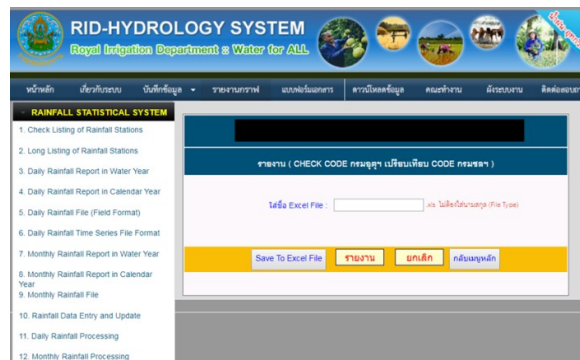 RID-HYDROLOGY SYSTEM
Royal Irrigation Department :: Water for ALL
หน้าหลัก เกี่ยวกับระบบ บันทึกข้อมูล รายงานกราฟ แบบฟอร์มเอกสาร ดาวน์โหลดข้อมูล คณะทำงาน ผังระบบงาน ติดต่อสอบถาม
RAINFALL STATISTICAL SYSTEM
1. Check Listing of Rainfall Stations
2. Long Listing of Rainfall Stations
3. Daily Rainfall Report in Water Year
4. Daily Rainfall Report in Calendar Year
5. Daily Rainfall File (Field Format)
6. Daily Rainfall Time Series File Format
7. Monthly Rainfall Report in Water Year
8. Monthly Rainfall Report in Calendar
Year
9. Monthly Rainfall File
10. Rainfall Data Entry and Update
11. Daily Rainfall Processing
12. Monthly Rainfall Processing
รายงาน ( CHECK CODE กรมอุตุฯ เปรียบเทียบ CODE กรมชลฯ )
ใส่ชื่อ Excel File : .xls ไม่ต้องใส่นามสกุล (File Type)
Save To Excel File รายงาน ยกเลิก กลับเมนูหลัก